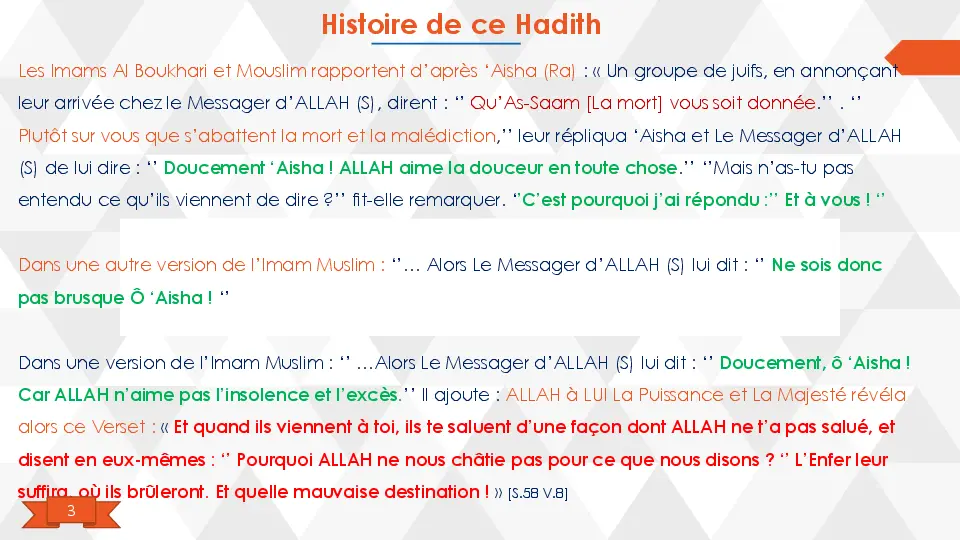 Histoire de ce Hadith
Les Imams Al Boukhari et Mouslim rapportent d’après ‘Aisha (Ra) : « Un groupe de juifs, en annonçant
leur arrivée chez le Messager d’ALLAH (S), dirent : ‘’ Qu’As-Saam [La mort] vous soit donnée.’’ . ‘’
Plutôt sur vous que s’abattent la mort et la malédiction,’’ leur répliqua ‘Aisha et Le Messager d’ALLAH
(S) de lui dire : ‘’ Doucement ‘Aisha ! ALLAH aime la douceur en toute chose.’’ ‘’Mais n’as-tu pas
entendu ce qu’ils viennent de dire ?’’ fit-elle remarquer. ‘’C’est pourquoi j’ai répondu :’’ Et à vous ! ‘’
Dans une autre version de l’Imam Muslim : ‘’… Alors Le Messager d’ALLAH (S) lui dit : ‘’ Ne sois donc
pas brusque Ô ‘Aisha ! ‘’
Dans une version de l’Imam Muslim : ‘’ …Alors Le Messager d’ALLAH (S) lui dit : ‘’ Doucement, ô ‘Aisha !
Car ALLAH n’aime pas l’insolence et l’excès.’’ Il ajoute : ALLAH à LUI La Puissance et La Majesté révéla
alors ce Verset : « Et quand ils viennent à toi, ils te saluent d’une façon dont ALLAH ne t’a pas salué, et
disent en eux-mêmes : ‘’ Pourquoi ALLAH ne nous châtie pas pour ce que nous disons ? ‘’ L’Enfer leur
suffira, où ils brûleront. Et quelle mauvaise destination ! » [S.58 V.8]
3